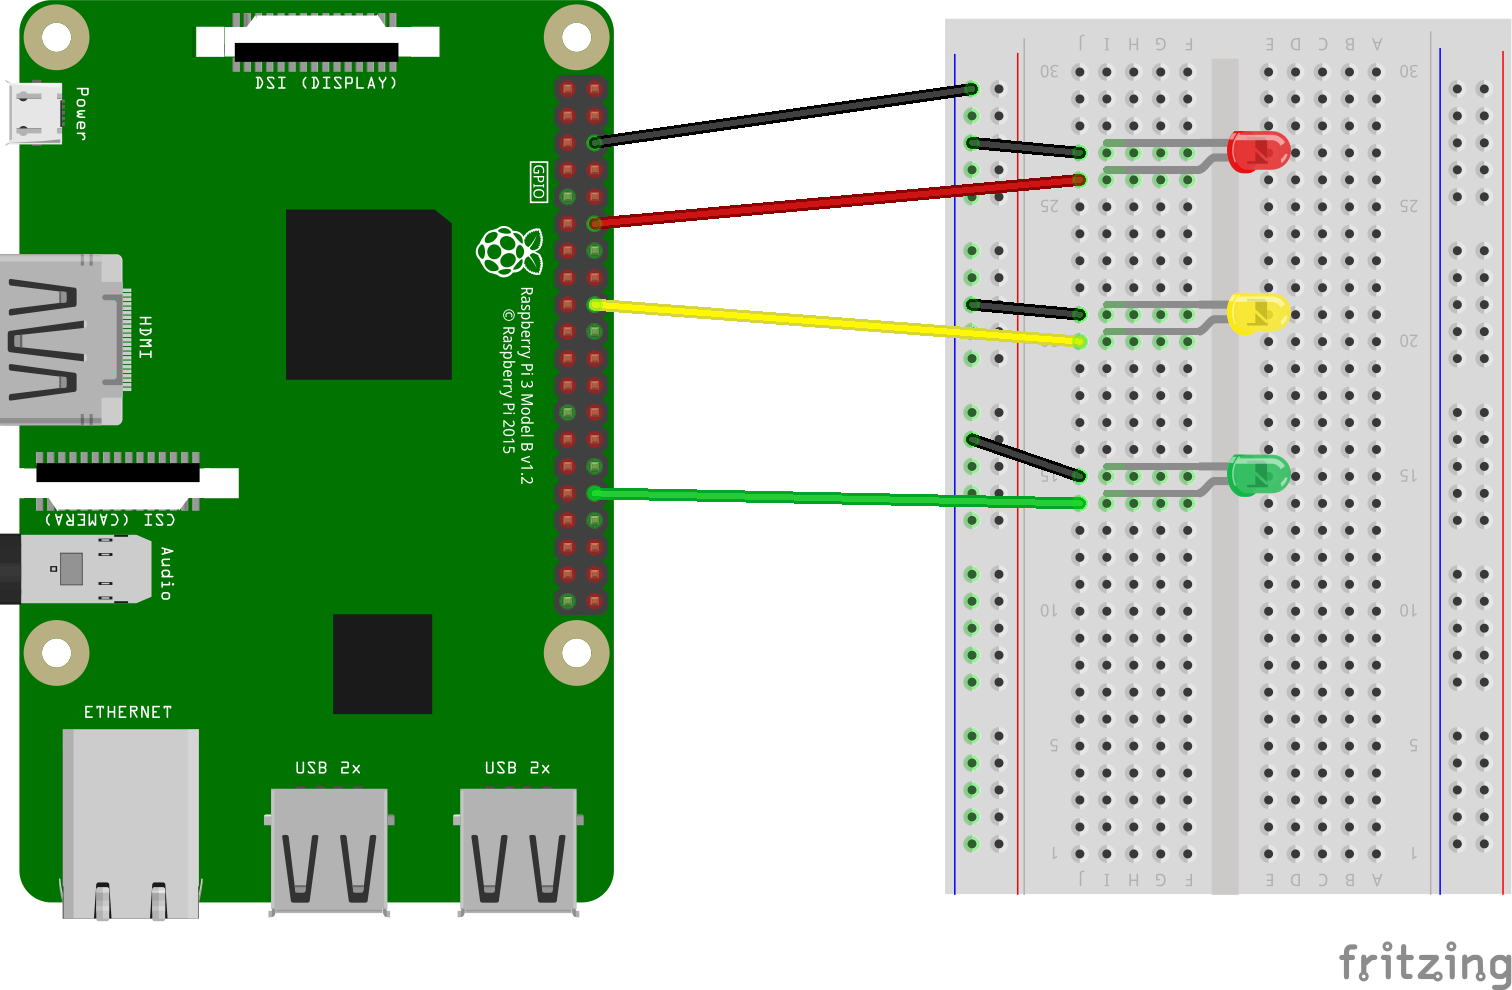 DSI (DISPLAY)
Power
GPIO
HDMI
Raspberry Pi 3 Model B v1.2
© Raspberry Pi 2015
CSI (CAMERA)
Audio
ETHERNET
USB 2x
USB 2x
J I H G F E D C B A
30 30
25 25
20
15 15
10 10
5 5
1 1
J I H G F E D C B A
fritzing